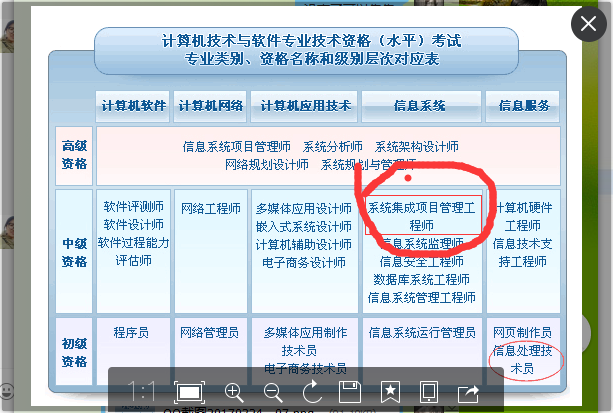 计算机技术与软件专业技术资格（水平）考试
专业类别、资格名称和级别层次对应表
计算机软件
计算机网络
计算机应用技术
信息系统
信息服务
高级
资格
信息系统项目管理师 系统分析师 系统架构设计师
网络规划设计师 系统规划与管理师
中级
资格
软件评测师
软件设计师
软件过程能力
评估师
网络工程师
多媒体应用设计师
嵌入式系统设计师
计算机辅助设计师
电子商务设计师
系统集成项目管理工
程师
信息系统监理师
信息安全工程师
数据库系统工程师
信息系统管理工程师
计算机硬件
工程师
信息技术支
持工程师
初级
资格
程序员
网络管理员
多媒体应用制作
技术员
电子商务技术员
信息系统运行管理员
网页制作员
信息处理技
术员
1:1